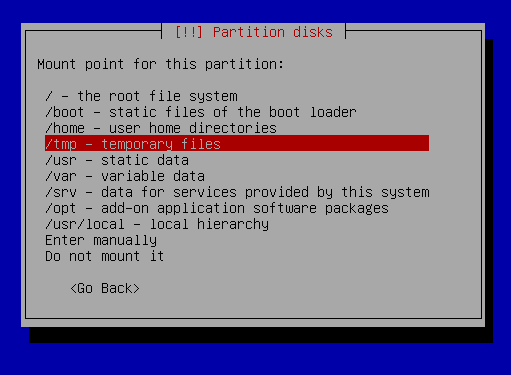 [!!] Partition disks
Mount point for this partition:
/ – the root file system
/boot – static files of the boot loader
/home – user home directories
/tmp – temporary files
/usr – static data
/var – variable data
/srv – data for services provided by this system
/opt – add-on application software packages
/usr/local – local hierarchy
Enter manually
Do not mount it
<Go Back>